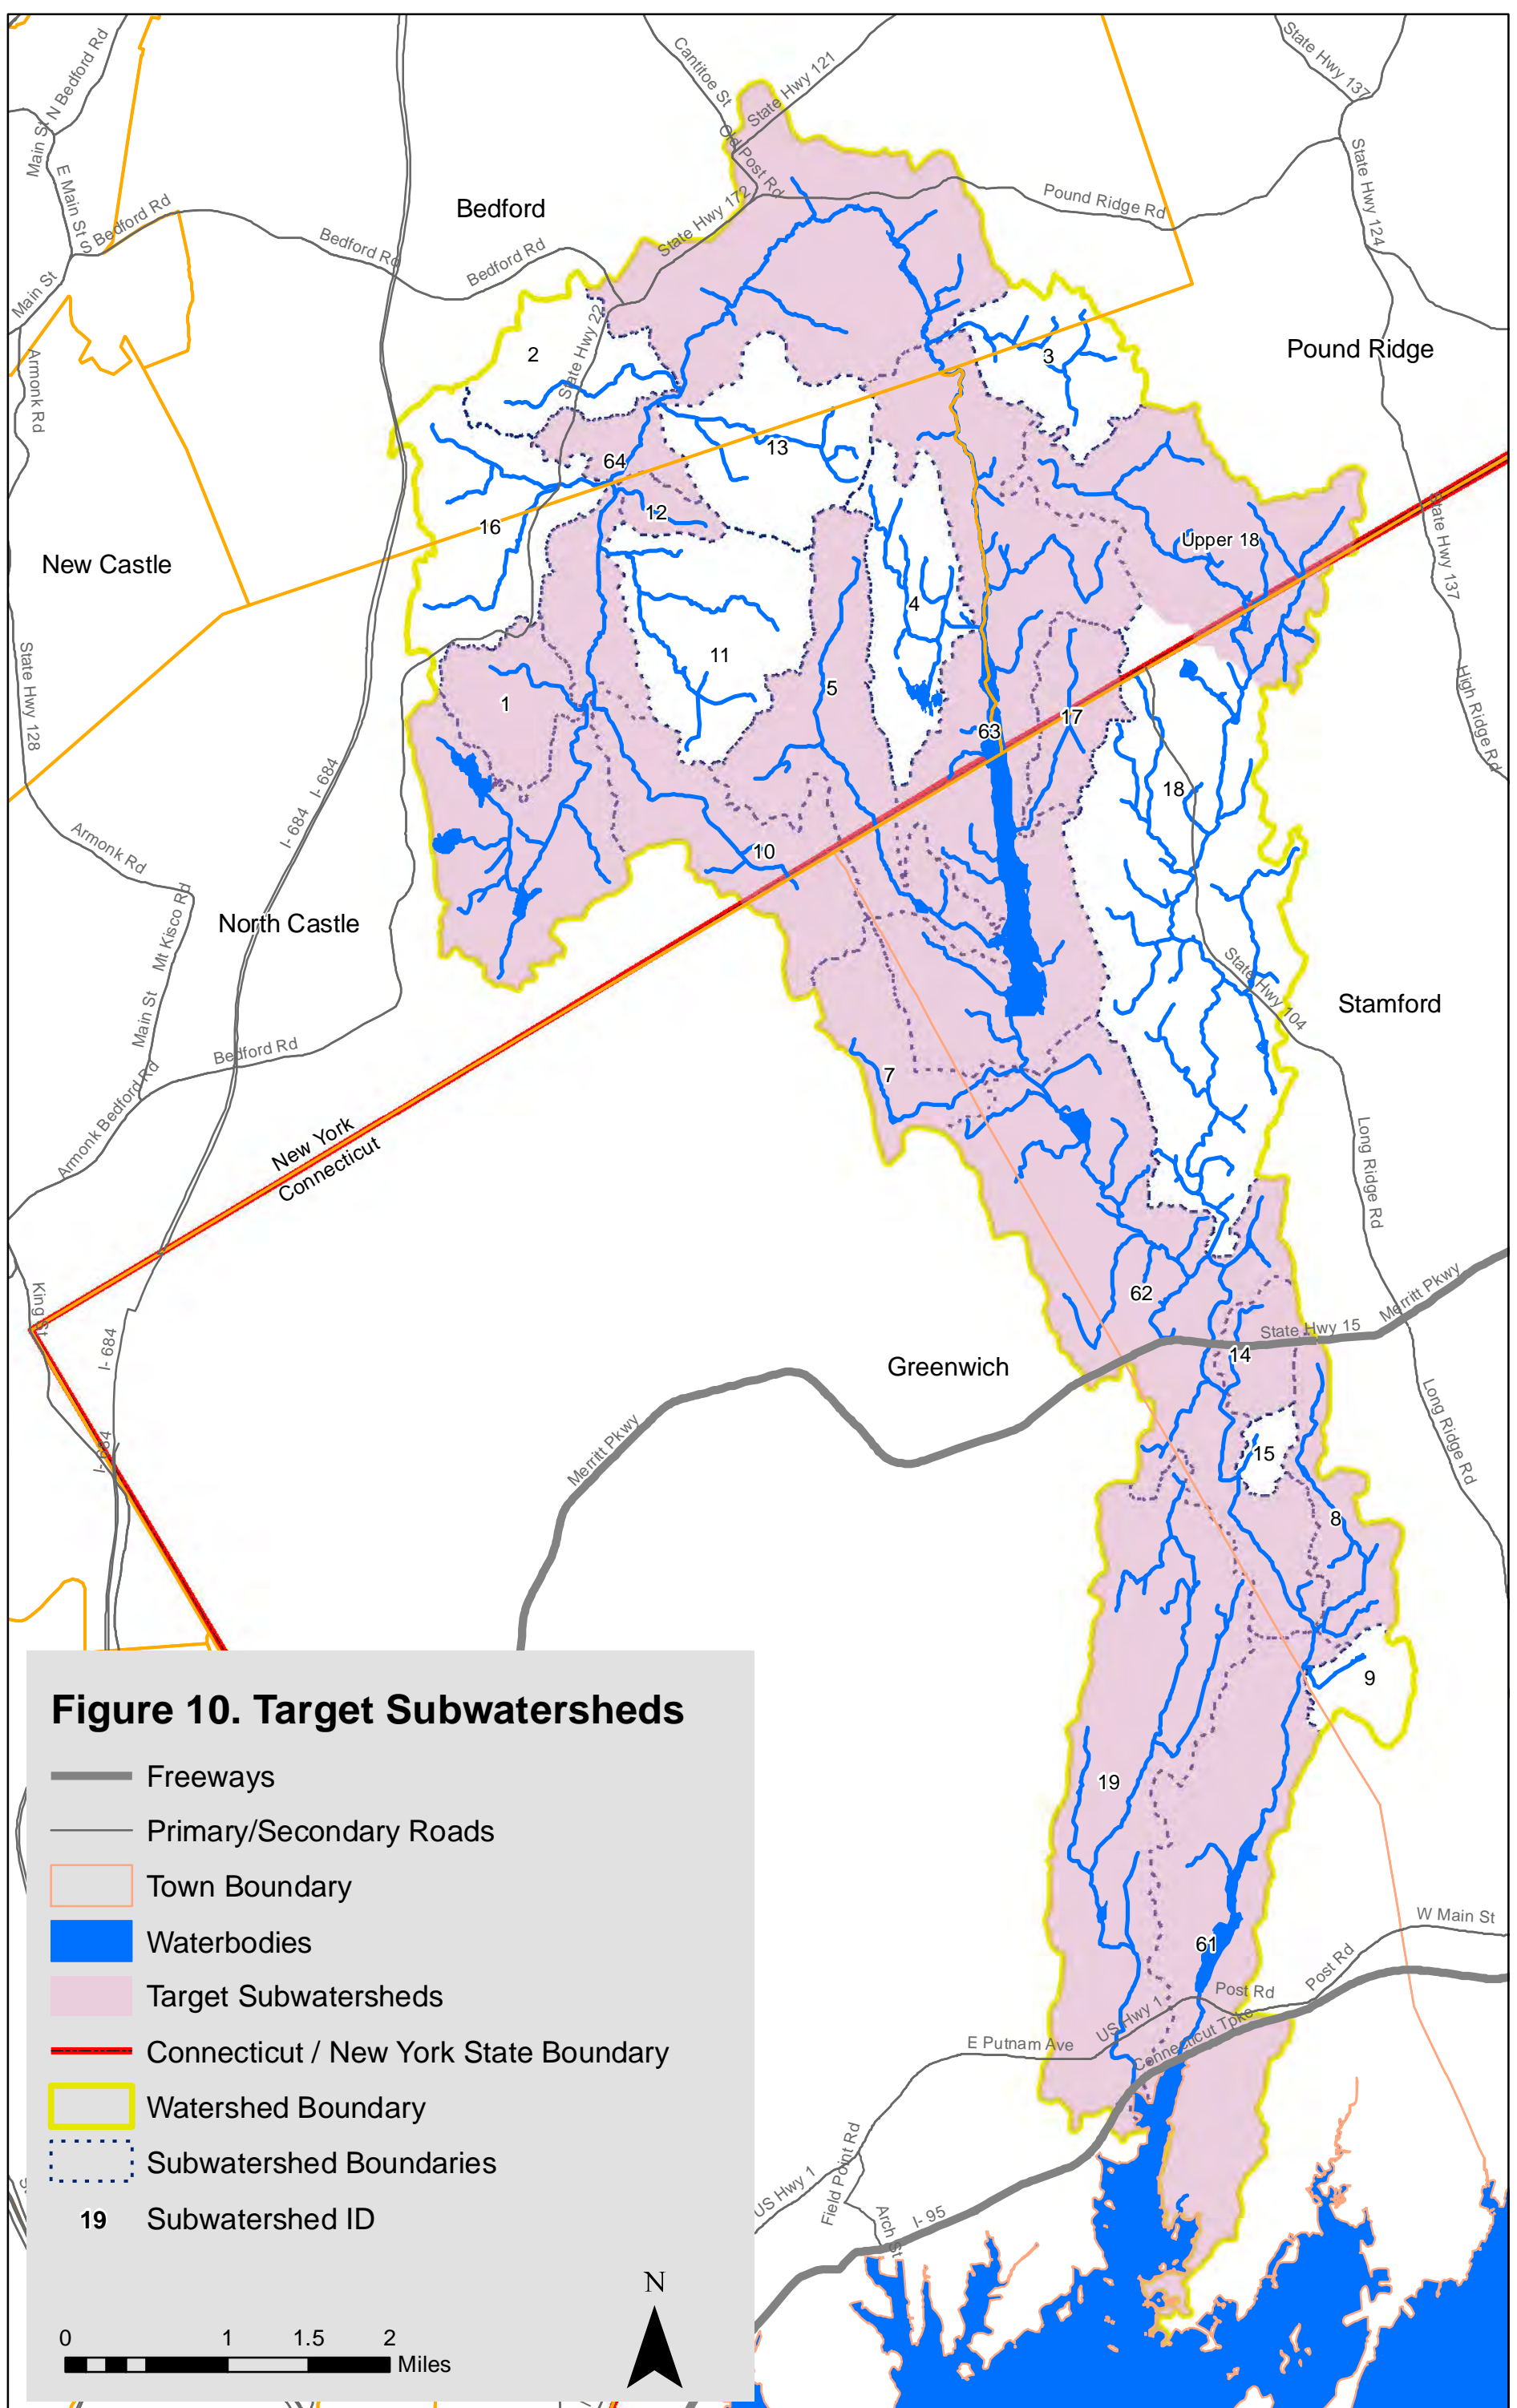 State Hwy 137
Cantitoe St
State Hwy 121
N Bedford Rd
Main St
Old Post Rd
State Hwy 124
E Main St
S Bedford Rd
Bedford
State Hwy 172
Pound Ridge Rd
Bedford Rd
Bedford Rd
Main St
State Hwy 22
2
3
Pound Ridge
Armonk Rd
13
64
State Hwy 137
12
16
Upper 18
New Castle
4
11
5
1
State Hwy 128
High Ridge Rd
17
63
I- 684
18
I- 684
Armonk Rd
10
North Castle
Mt Kisco Rd
State Hwy 104
Stamford
Main St
Bedford Rd
7
Armonk Bedford Rd
New York
Connecticut
Long Ridge Rd
62
King St
Merritt Pkwy
State Hwy 15
I- 684
14
Greenwich
Long Ridge Rd
Merritt Pkwy
15
I- 684
8
9
Figure 10. Target Subwatersheds
Freeways
19
Primary/Secondary Roads
Town Boundary
W Main St
Waterbodies
61
Post Rd
Post Rd
Target Subwatersheds
US Hwy 1
Connecticut Tpke
E Putnam Ave
Connecticut / New York State Boundary
Watershed Boundary
Field Point Rd
US Hwy 1
Subwatershed Boundaries
Arch St
I- 95
19 Subwatershed ID
N
0 1 1.5 2
Miles